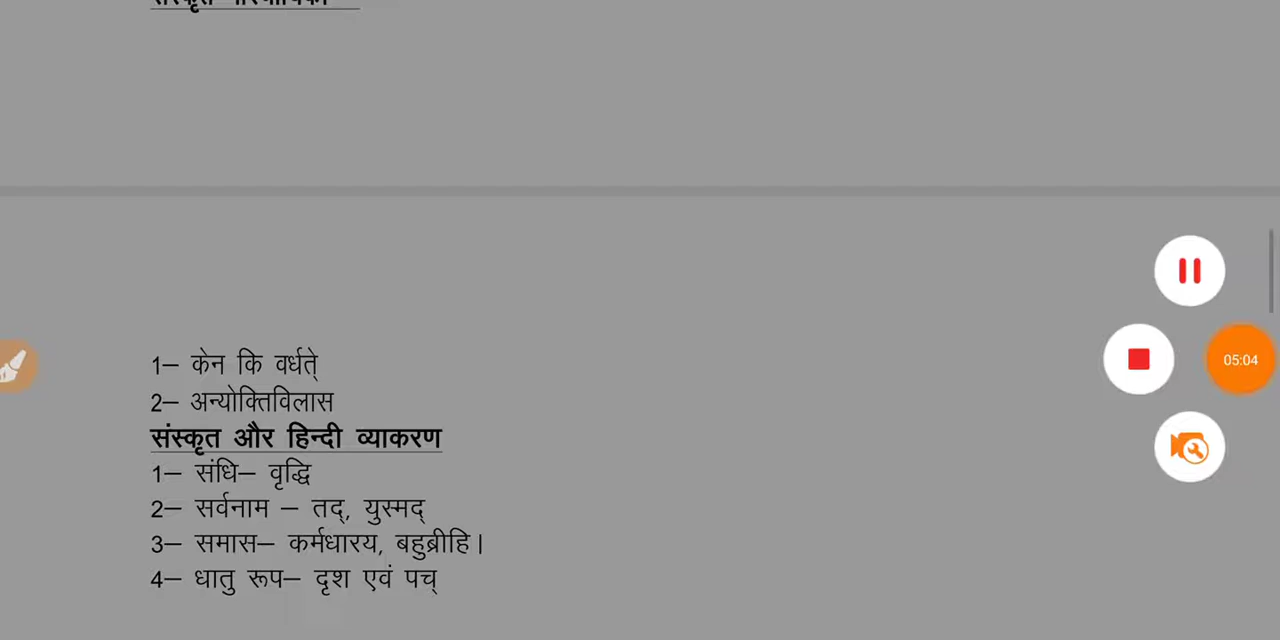 संस्कृत
1– केन कि वर्धते्
2– अन्योक्तिविलास
संस्कृत और हिन्दी व्याकरण
1– संधि– वृद्धि
2– सर्वनाम – तद्, युस्मद्
3– समास– कर्मधारय, बहुब्रीहि।
4– धातु रूप– दृश एवं पच्
05:04